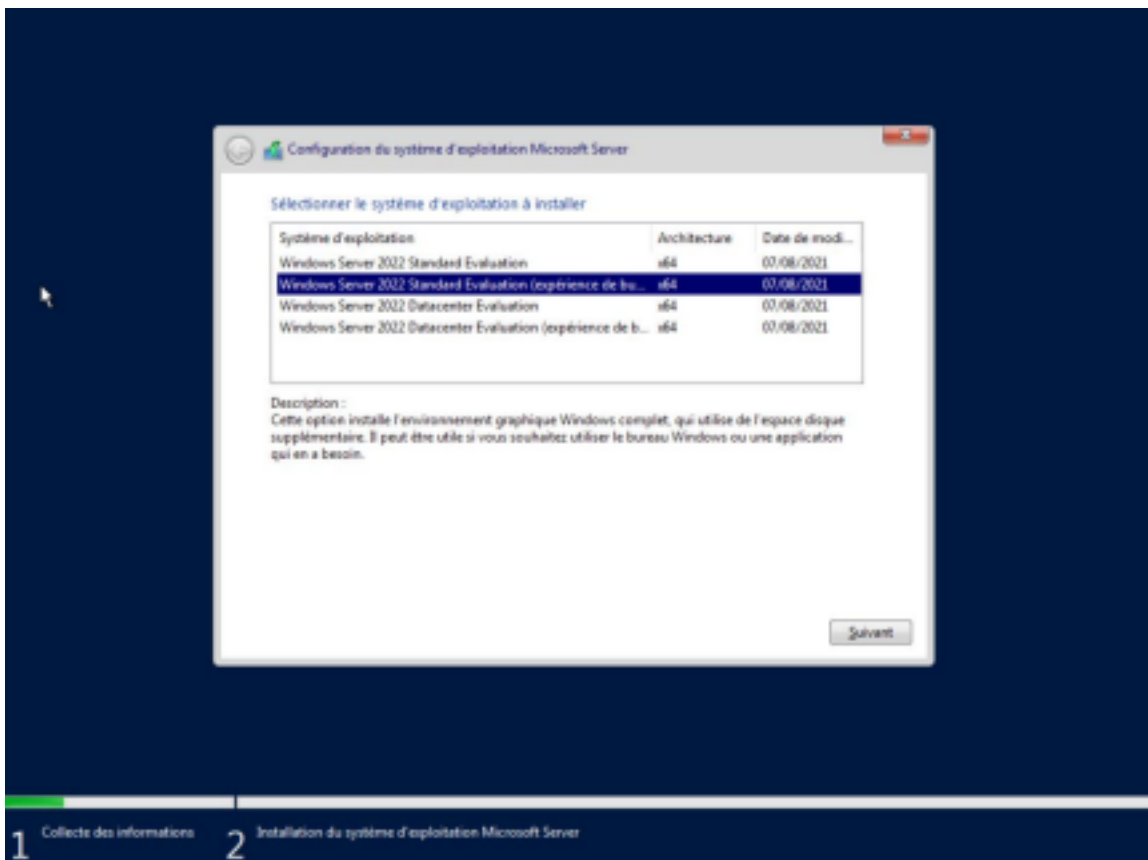 Configuration du système d'exploitation Microsoft Server
Sélectionner le système d'exploitation à installer
Système d'exploitation Architecture Date de modi...
Windows Server 2022 Standard Evaluation x64 07/08/2021
Windows Server 2022 Standard Evaluation (expérience de bu... x64 07/08/2021
Windows Server 2022 Datacenter Evaluation x64 07/08/2021
Windows Server 2022 Datacenter Evaluation (expérience de b... x64 07/08/2021
Description :
Cette option installe l'environnement graphique Windows complet, qui utilise de l'espace disque
supplémentaire. Il peut être utile si vous souhaitez utiliser le bureau Windows ou une application
qui en a besoin.
Suivant
1 Collecte des informations 2 Installation du système d'exploitation Microsoft Server